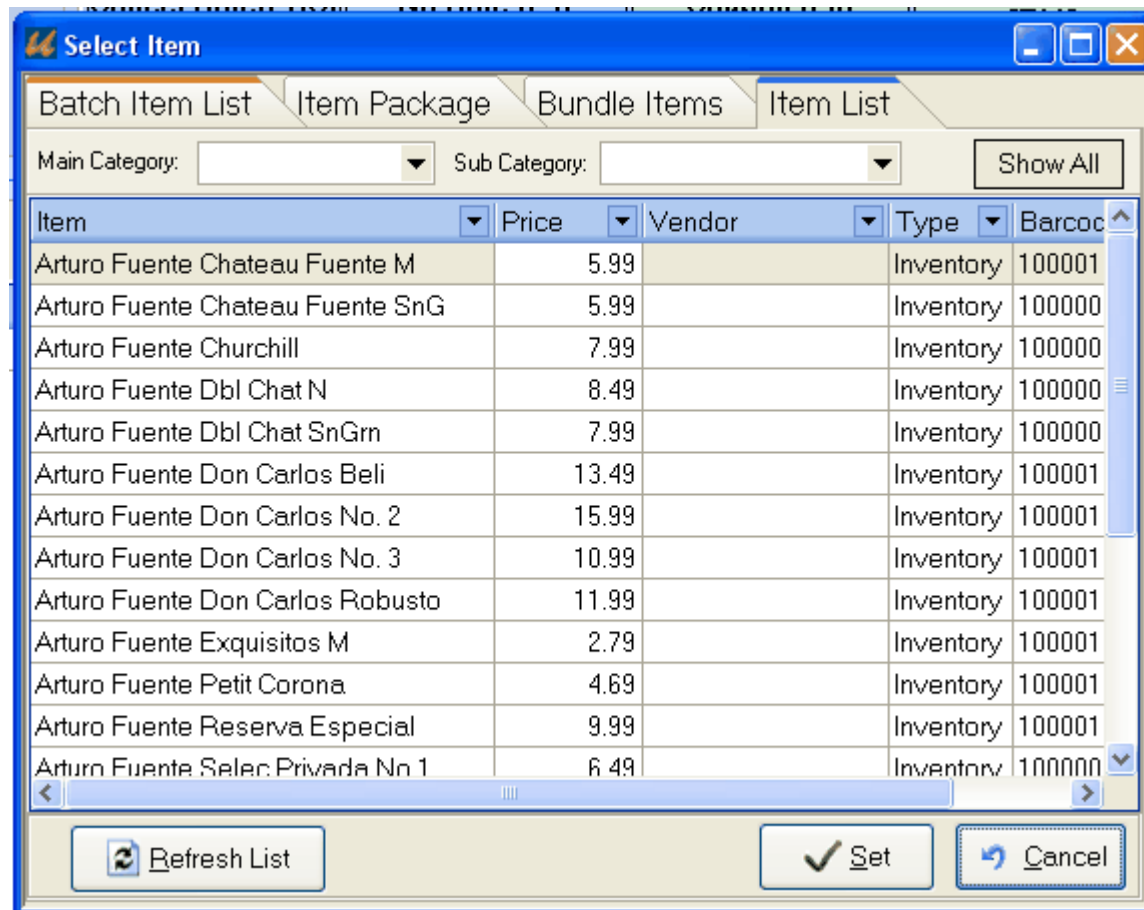 Select Item
Batch Item List Item Package Bundle Items Item List
Main Category: Sub Category: Show All
Item Price Vendor Type Barcoc
Arturo Fuente Chateau Fuente M 5.99 Inventory 100001
Arturo Fuente Chateau Fuente SnG 5.99 Inventory 100000
Arturo Fuente Churchill 7.99 Inventory 100000
Arturo Fuente Dbl Chat N 8.49 Inventory 100000
Arturo Fuente Dbl Chat SnGrn 7.99 Inventory 100000
Arturo Fuente Don Carlos Beli 13.49 Inventory 100001
Arturo Fuente Don Carlos No. 2 15.99 Inventory 100001
Arturo Fuente Don Carlos No. 3 10.99 Inventory 100001
Arturo Fuente Don Carlos Robusto 11.99 Inventory 100001
Arturo Fuente Exquisitos M 2.79 Inventory 100001
Arturo Fuente Petit Corona 4.69 Inventory 100001
Arturo Fuente Reserva Especial 9.99 Inventory 100001
Arturo Fuente Selec Privada No.1 6.49 Inventory 100000
Refresh List Set Cancel